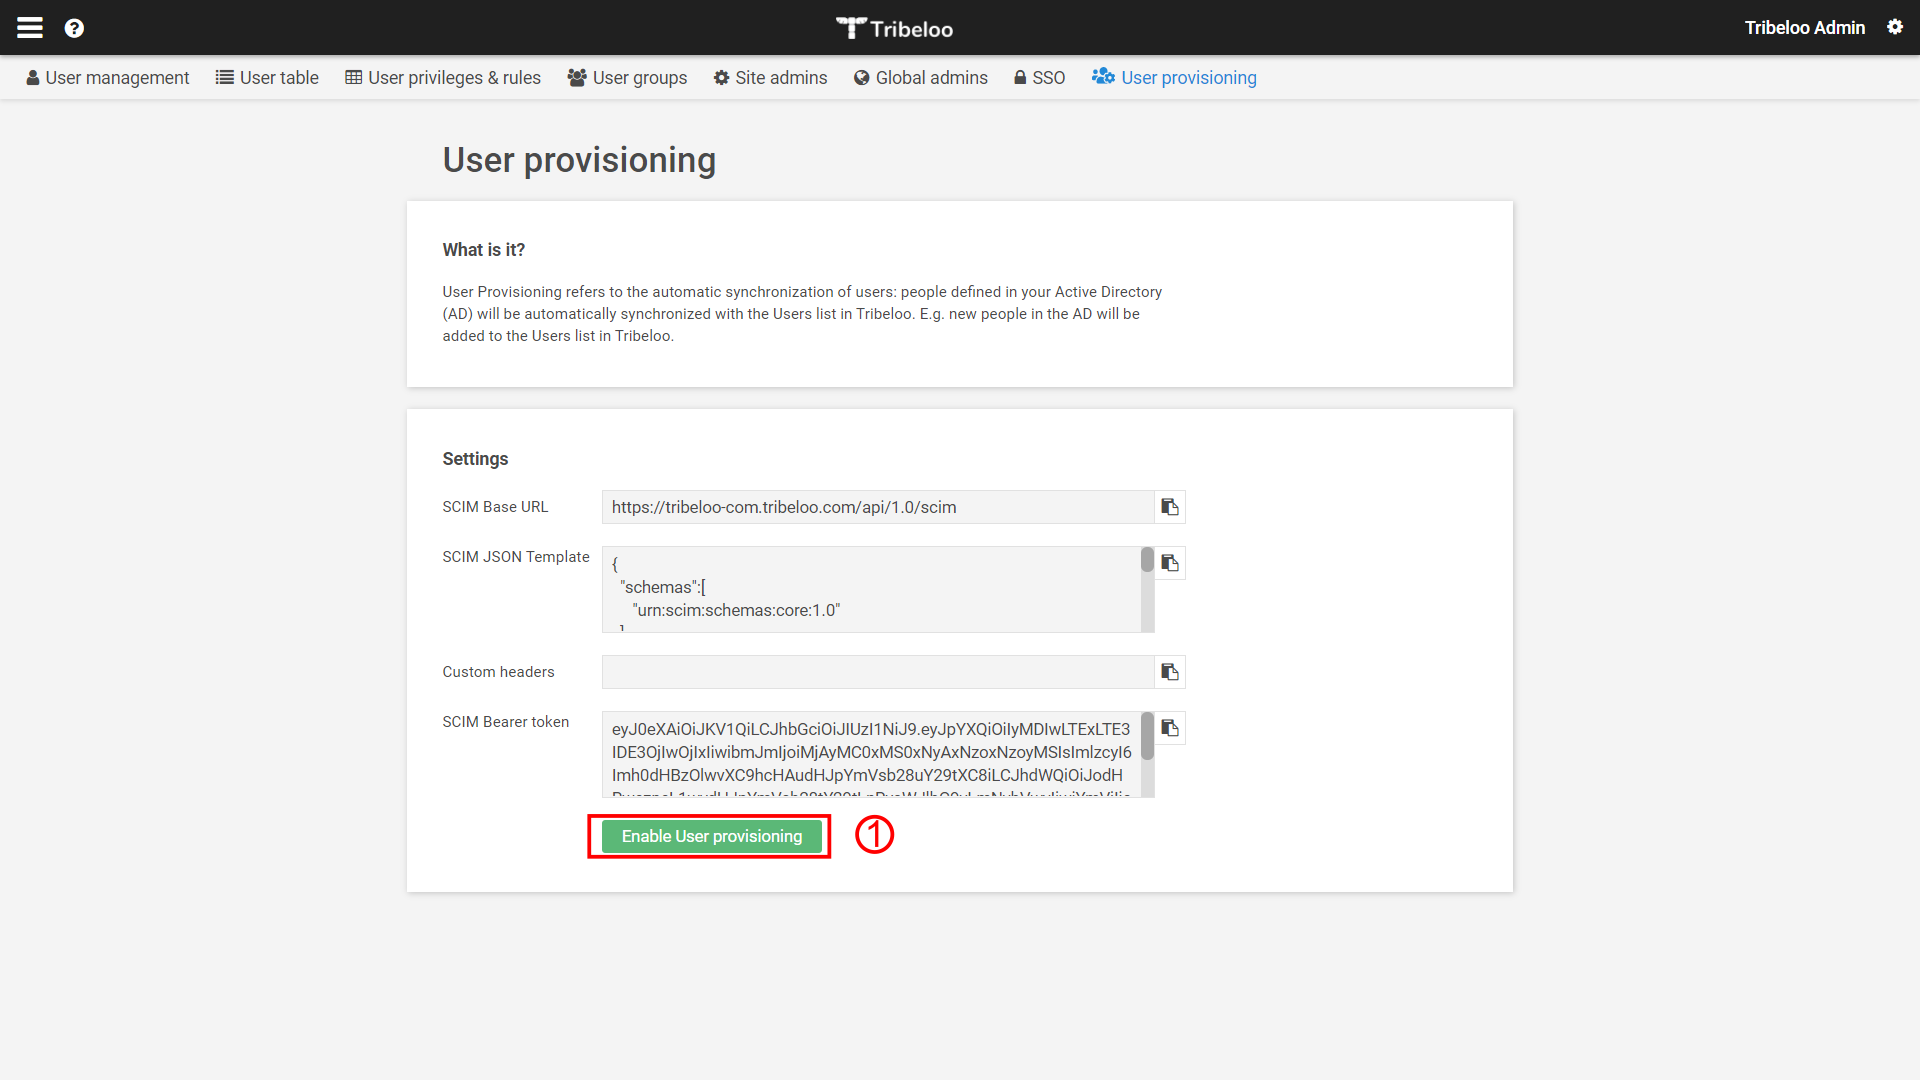 Tribeloo
Tribeloo Admin
User management User table User privileges & rules User groups Site admins Global admins SSO User provisioning
User provisioning
What is it?
User Provisioning refers to the automatic synchronization of users: people defined in your Active Directory
(AD) will be automatically synchronized with the Users list in Tribeloo. E.g. new people in the AD will be
added to the Users list in Tribeloo.
Settings
SCIM Base URL https://tribeloo-com.tribeloo.com/api/1.0/scim
SCIM JSON Template
{
"schemas":[
"urn:scim:schemas:core:1.0"
]
Custom headers
SCIM Bearer token
eyJ0eXAiOiJKV1QiLCJhbGciOiJIUzI1NiJ9.eyJpYXQiOiIyMDIwLTExLTE3
IDE3OjIwOjIxIiwibmJmIjoiMjAyMC0xMS0xNyAxNzoxNzoyMSIsImlzcyI6
Imh0dHBzOlwvXC9hcHAudHJpYmVsb28uY29tXC8iLCJhdWQiOiJodH
Enable User provisioning
1